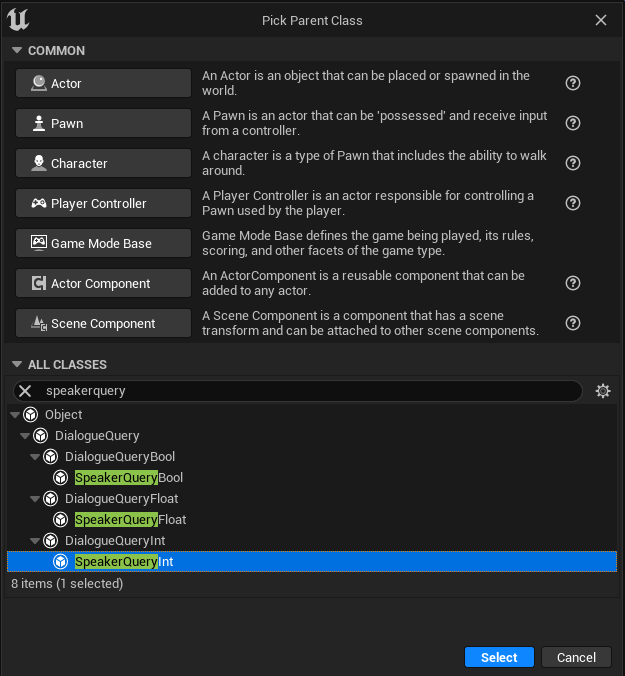 Pick Parent Class
COMMON
Actor
An Actor is an object that can be placed or spawned in the
world.
Pawn
A Pawn is an actor that can be 'possessed' and receive input
from a controller.
Character
A character is a type of Pawn that includes the ability to walk
around.
Player Controller
A Player Controller is an actor responsible for controlling a
Pawn used by the player.
Game Mode Base
Game Mode Base defines the game being played, its rules,
scoring, and other facets of the game type.
Actor Component
An ActorComponent is a reusable component that can be
added to any actor.
Scene Component
A Scene Component is a component that has a scene
transform and can be attached to other scene components.
ALL CLASSES
speakerquery
Object
DialogueQuery
DialogueQueryBool
SpeakerQueryBool
DialogueQueryFloat
SpeakerQueryFloat
DialogueQueryInt
SpeakerQueryInt
8 items (1 selected)
Select
Cancel